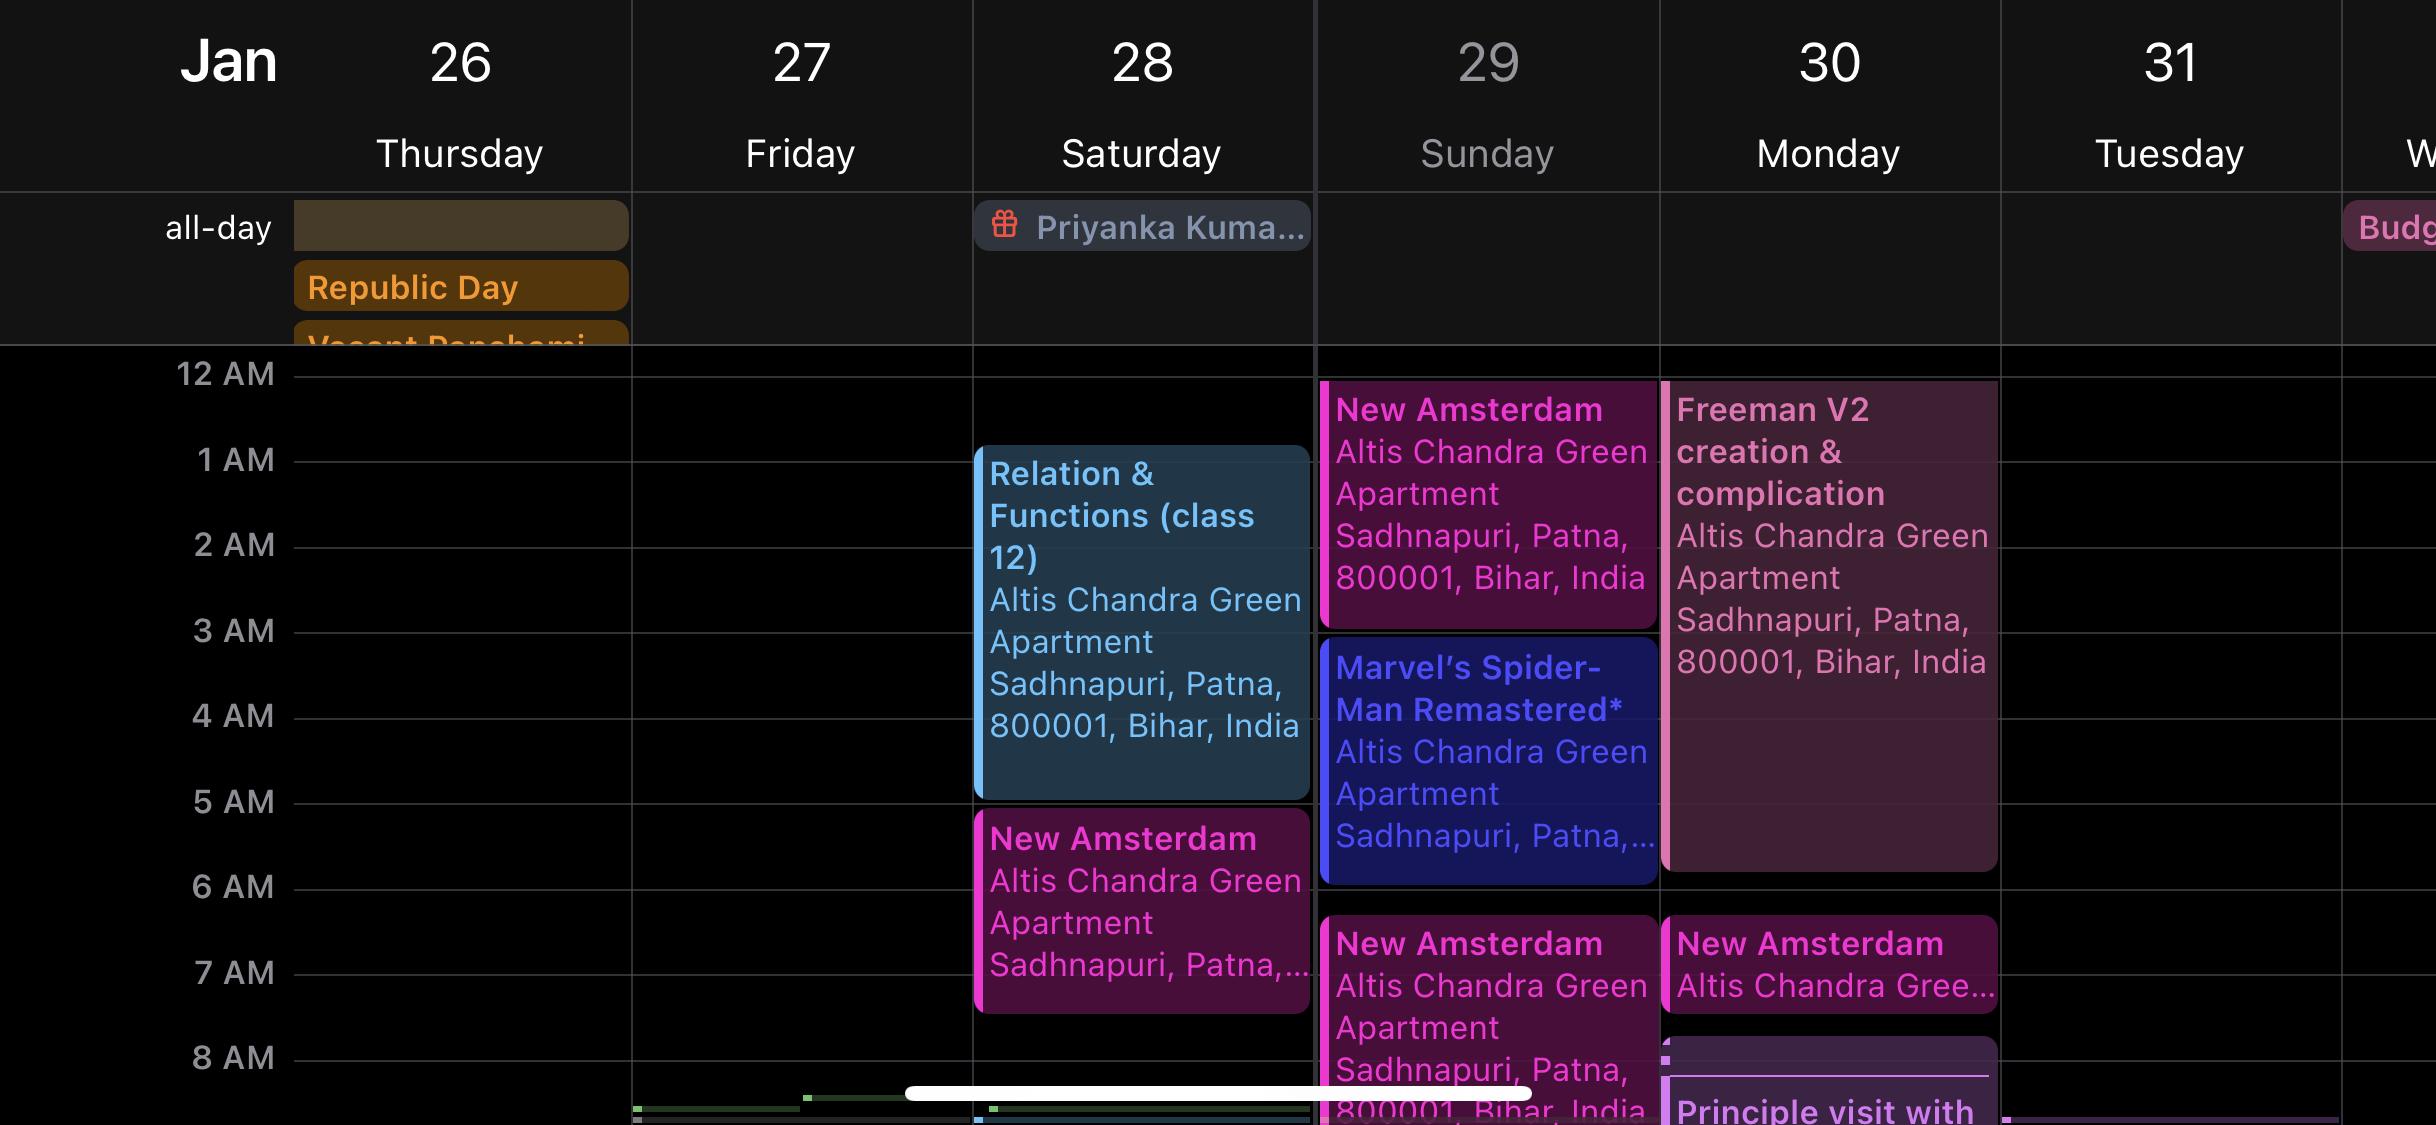 Jan
26
27
28
29
30
31
Thursday
Friday
Saturday
Sunday
Monday
Tuesday
W
all-day
Priyanka Kuma...
Budg
Republic Day
Vasant Panchami
12 AM
1 AM
2 AM
3 AM
4 AM
5 AM
6 AM
7 AM
8 AM
Relation &
Functions (class
12)
Altis Chandra Green
Apartment
Sadhnapuri, Patna,
800001, Bihar, India
New Amsterdam
Altis Chandra Green
Apartment
Sadhnapuri, Patna,...
New Amsterdam
Altis Chandra Green
Apartment
Sadhnapuri, Patna,
800001, Bihar, India
Marvel’s Spider-
Man Remastered*
Altis Chandra Green
Apartment
Sadhnapuri, Patna,...
New Amsterdam
Altis Chandra Green
Apartment
Sadhnapuri, Patna,
800001, Bihar, India
Freeman V2
creation &
complication
Altis Chandra Green
Apartment
Sadhnapuri, Patna,
800001, Bihar, India
New Amsterdam
Altis Chandra Gree...
Principle visit with